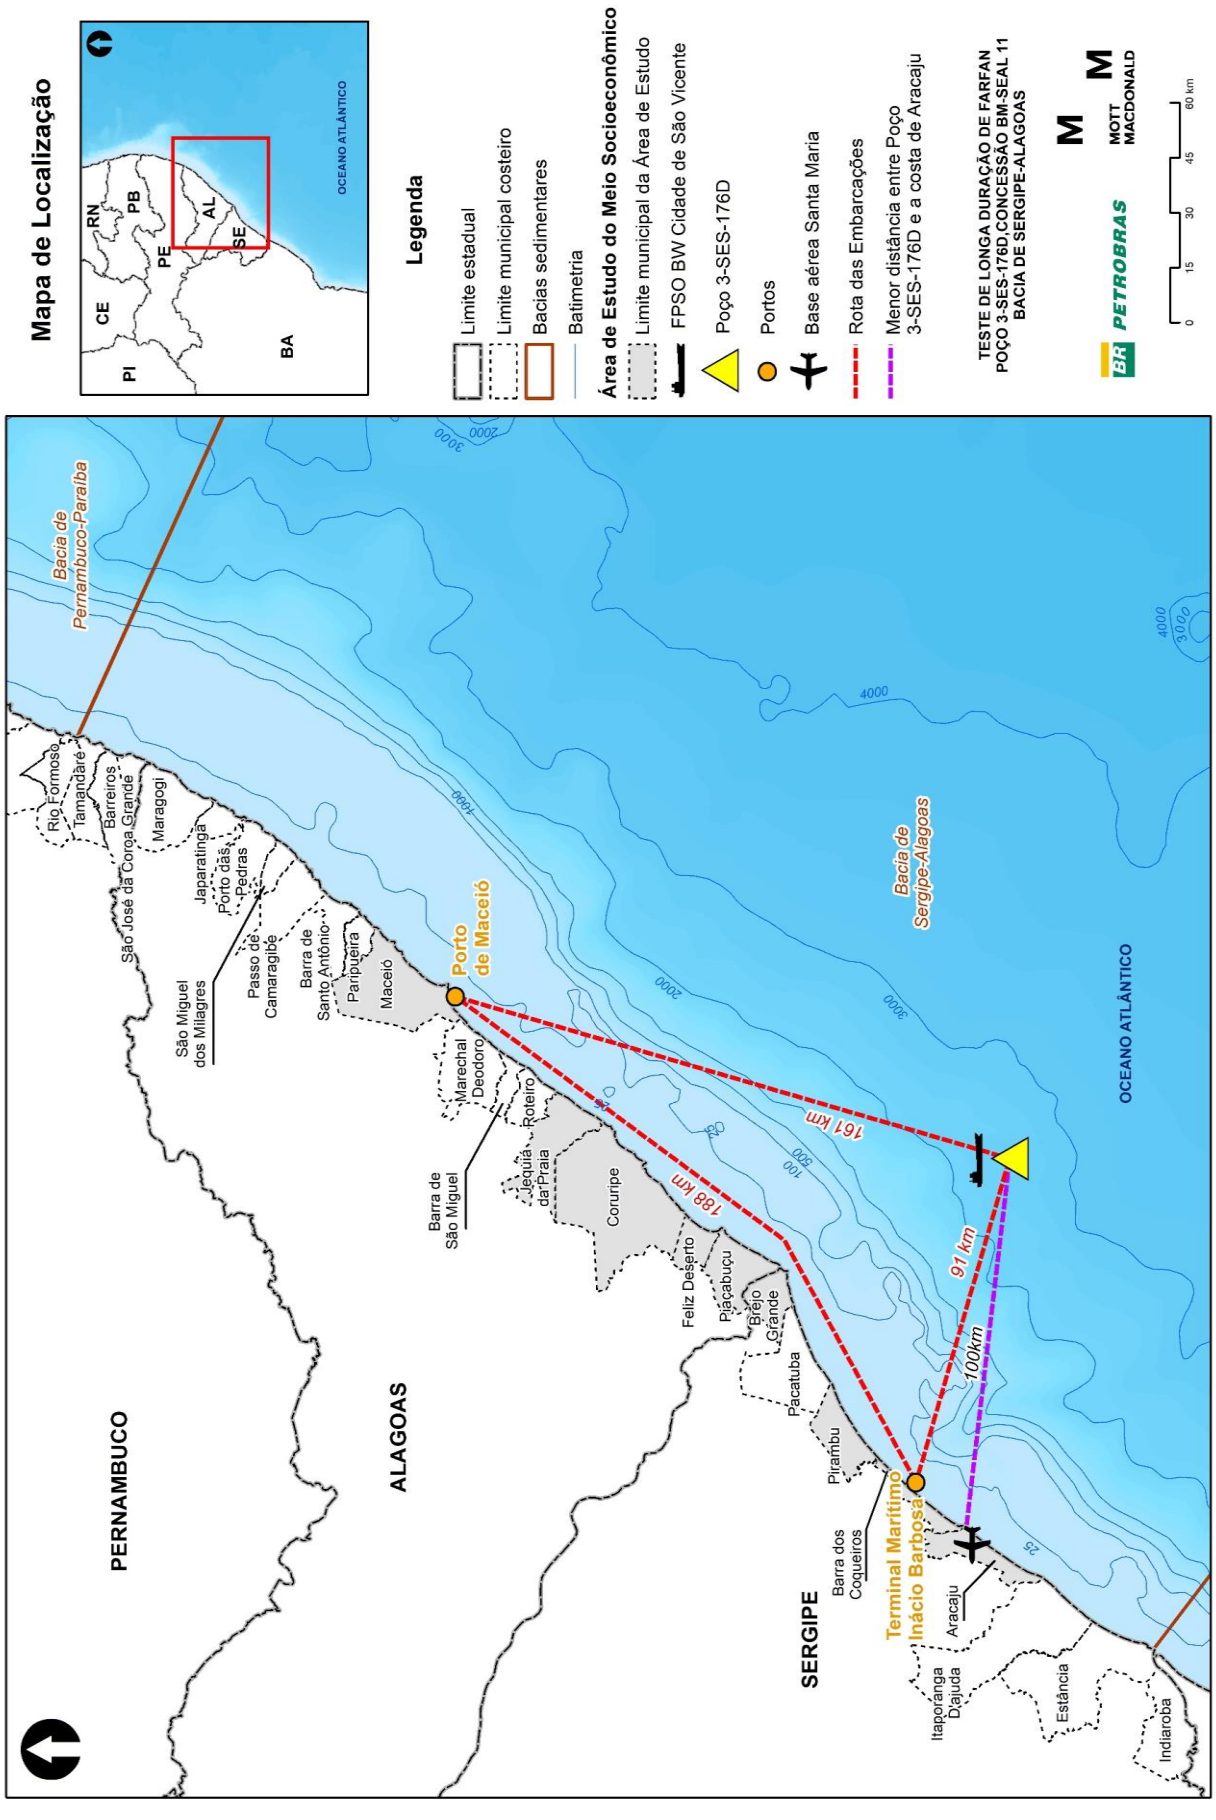 Bacia de
Pernambuco-Paraíba
PERNAMBUCO
Rio Formoso
Tamandaré
Barreiros
São José da Coroa Grande
Maragogi
Japaratinga
Porto das
Pedras
São Miguel
dos Milagres
Passo de
Camaragibe
Barra de
Santo Antônio
Paripueira
Maceió
Porto
de Maceió
ALAGOAS
Marechal
Deodoro
Barra de
São Miguel
Roteiro
Jequiá
da Praia
Coruripe
Feliz Deserto
Piaçabuçu
Brejo
Grande
Pacatuba
Pirambu
SERGIPE
Barra dos
Coqueiros
Terminal Marítimo
Inácio Barbosa
Aracaju
Itaporanga
D'ajuda
Estância
Indiaroba
188 km
161 km
91 km
100km
25
25
25
100
500
1000
2000
3000
4000
3000
2000
4000
3000
Bacia de
Sergipe-Alagoas
OCEANO ATLÂNTICO
Mapa de Localização
CE
RN
PB
PI
PE
AL
SE
BA
OCEANO ATLÂNTICO
Legenda
Limite estadual
Limite municipal costeiro
Bacias sedimentares
Batimetria
Área de Estudo do Meio Socioeconômico
Limite municipal da Área de Estudo
FPSO BW Cidade de São Vicente
Poço 3-SES-176D
Portos
Base aérea Santa Maria
Rota das Embarcações
Menor distância entre Poço
3-SES-176D e a costa de Aracaju
TESTE DE LONGA DURAÇÃO DE FARFAN
POÇO 3-SES-176D,CONCESSÃO BM-SEAL 11
BACIA DE SERGIPE-ALAGOAS
BR PETROBRAS
M M
MOTT
MACDONALD
0 15 30 45 60 km